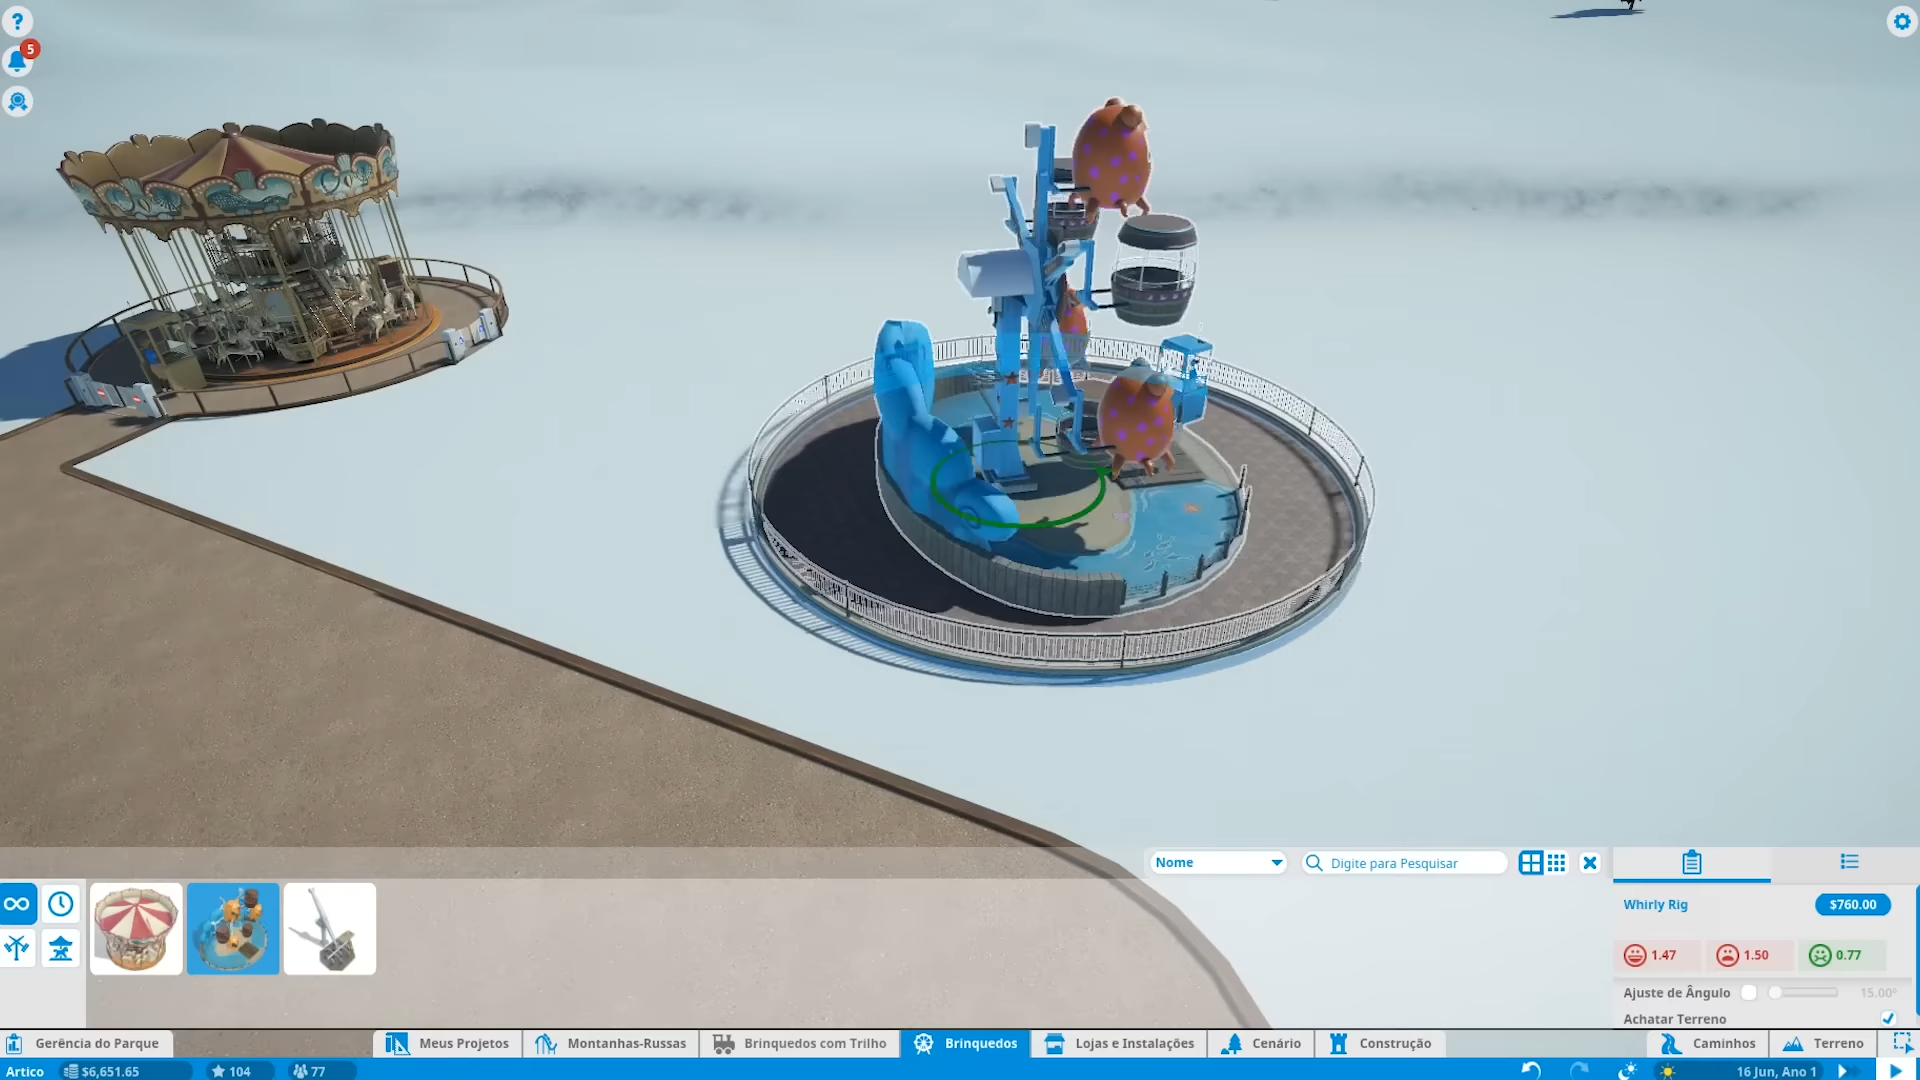 ?
5
Nome
Digite para Pesquisar
Whirly Rig
$760.00
1.47
1.50
0.77
Ajuste de Ângulo
15.00°
Achatar Terreno
Gerência do Parque
Meus Projetos
Montanhas-Russas
Brinquedos com Trilho
Brinquedos
Lojas e Instalações
Cenário
Construção
Caminhos
Terreno
Artico
$6,651.65
104
77
16 Jun, Ano 1